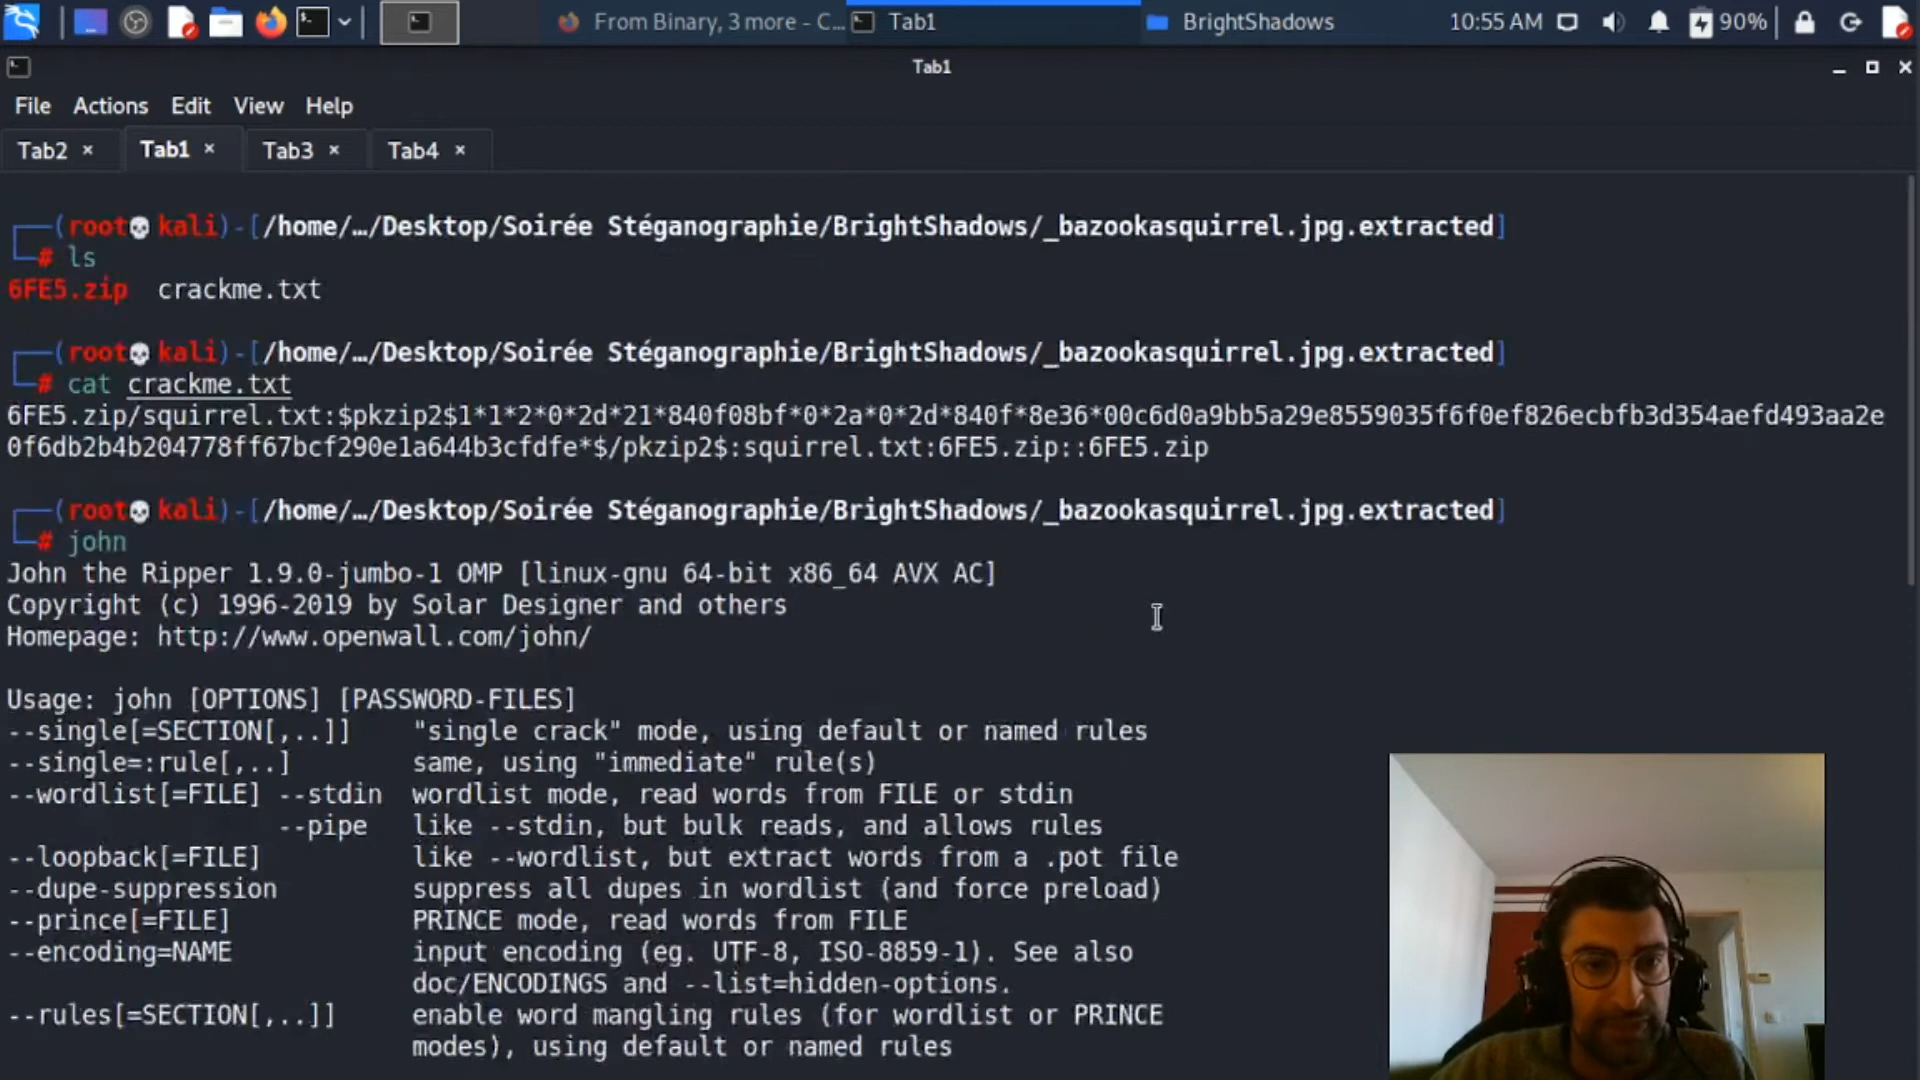 From Binary, 3 more - C...
Tab1
BrightShadows
10:55 AM
90%
Tab1
File Actions Edit View Help
Tab2 × Tab1 × Tab3 × Tab4 ×
(root💀kali)-[/home/…/Desktop/Soirée Stéganographie/BrightShadows/_bazookasquirrel.jpg.extracted]
# ls
6FE5.zip crackme.txt
(root💀kali)-[/home/…/Desktop/Soirée Stéganographie/BrightShadows/_bazookasquirrel.jpg.extracted]
# cat crackme.txt
6FE5.zip/squirrel.txt:$pkzip2$1*1*2*0*2d*21*840f08bf*0*2a*0*2d*840f*8e36*00c6d0a9bb5a29e8559035f6f0ef826ecbfb3d354aefd493aa2e
0f6db2b4b204778ff67bcf290e1a644b3cfdfe*$/pkzip2$:squirrel.txt:6FE5.zip::6FE5.zip
(root💀kali)-[/home/…/Desktop/Soirée Stéganographie/BrightShadows/_bazookasquirrel.jpg.extracted]
# john
John the Ripper 1.9.0-jumbo-1 OMP [linux-gnu 64-bit x86_64 AVX AC]
Copyright (c) 1996-2019 by Solar Designer and others
Homepage: http://www.openwall.com/john/
Usage: john [OPTIONS] [PASSWORD-FILES]
--single[=SECTION[,..]] "single crack" mode, using default or named rules
--single=:rule[,..] same, using "immediate" rule(s)
--wordlist[=FILE] --stdin wordlist mode, read words from FILE or stdin
--pipe like --stdin, but bulk reads, and allows rules
--loopback[=FILE] like --wordlist, but extract words from a .pot file
--dupe-suppression suppress all dupes in wordlist (and force preload)
--prince[=FILE] PRINCE mode, read words from FILE
--encoding=NAME input encoding (eg. UTF-8, ISO-8859-1). See also
doc/ENCODINGS and --list=hidden-options.
--rules[=SECTION[,..]] enable word mangling rules (for wordlist or PRINCE
modes), using default or named rules